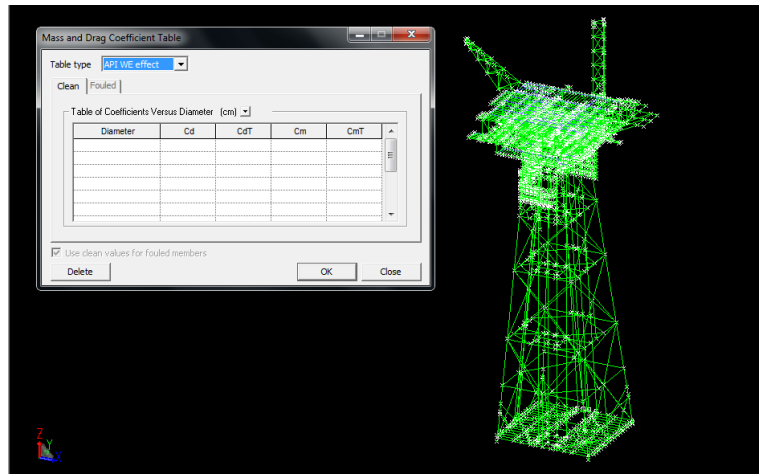 Mass and Drag Coefficient Table
Table type API WE effect
Clean Fouled
Table of Coefficients Versus Diameter (cm)
Diameter Cd CdT Cm CmT
Use clean values for fouled members
Delete OK Close
Z
Y
X